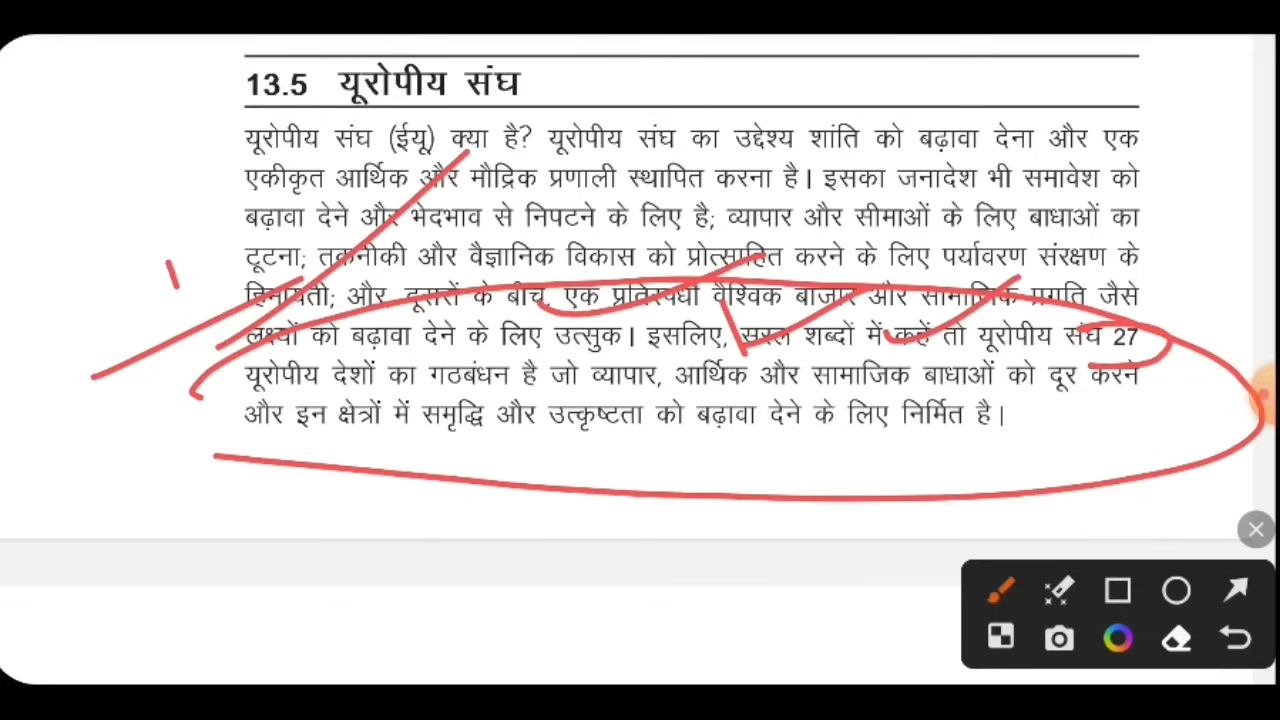 13.5 यूरोपीय संघ
यूरोपीय संघ (ईयू) क्या है? यूरोपीय संघ का उद्देश्य शांति को बढ़ावा देना और एक
एकीकृत आर्थिक और मौद्रिक प्रणाली स्थापित करना है। इसका जनादेश भी समावेश को
बढ़ावा देने और भेदभाव से निपटने के लिए है; व्यापार और सीमाओं के लिए बाधाओं का
टूटना; तकनीकी और वैज्ञानिक विकास को प्रोत्साहित करने के लिए पर्यावरण संरक्षण के
हिमायती; और, दूसरों के बीच, एक प्रतिस्पर्धी वैश्विक बाजार और सामाजिक प्रगति जैसे
लक्ष्यों को बढ़ावा देने के लिए उत्सुक। इसलिए, सरल शब्दों में कहें तो यूरोपीय संघ 27
यूरोपीय देशों का गठबंधन है जो व्यापार, आर्थिक और सामाजिक बाधाओं को दूर करने
और इन क्षेत्रों में समृद्धि और उत्कृष्टता को बढ़ावा देने के लिए निर्मित है।